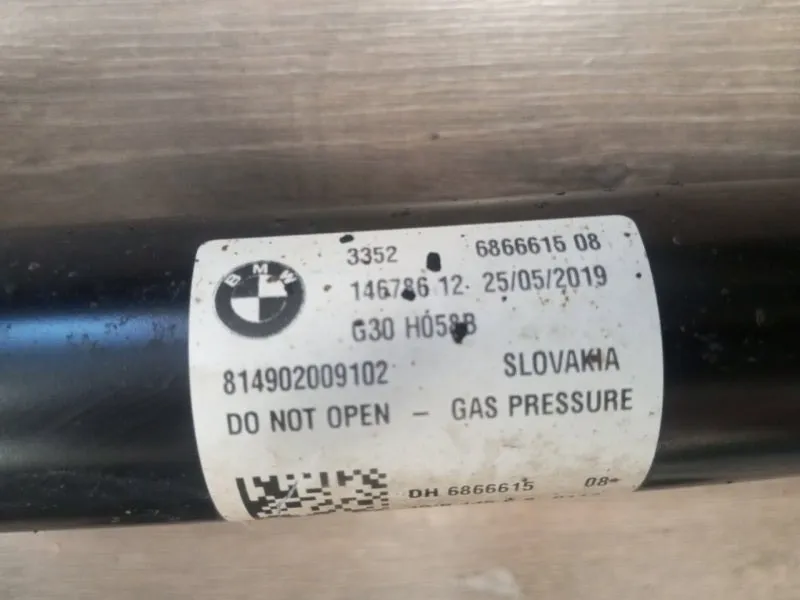 BMW
3352 6866615 08
146786 12- 25/05/2019
G30 H058B
814902009102 SLOVAKIA
DO NOT OPEN - GAS PRESSURE
DH 6866615 08